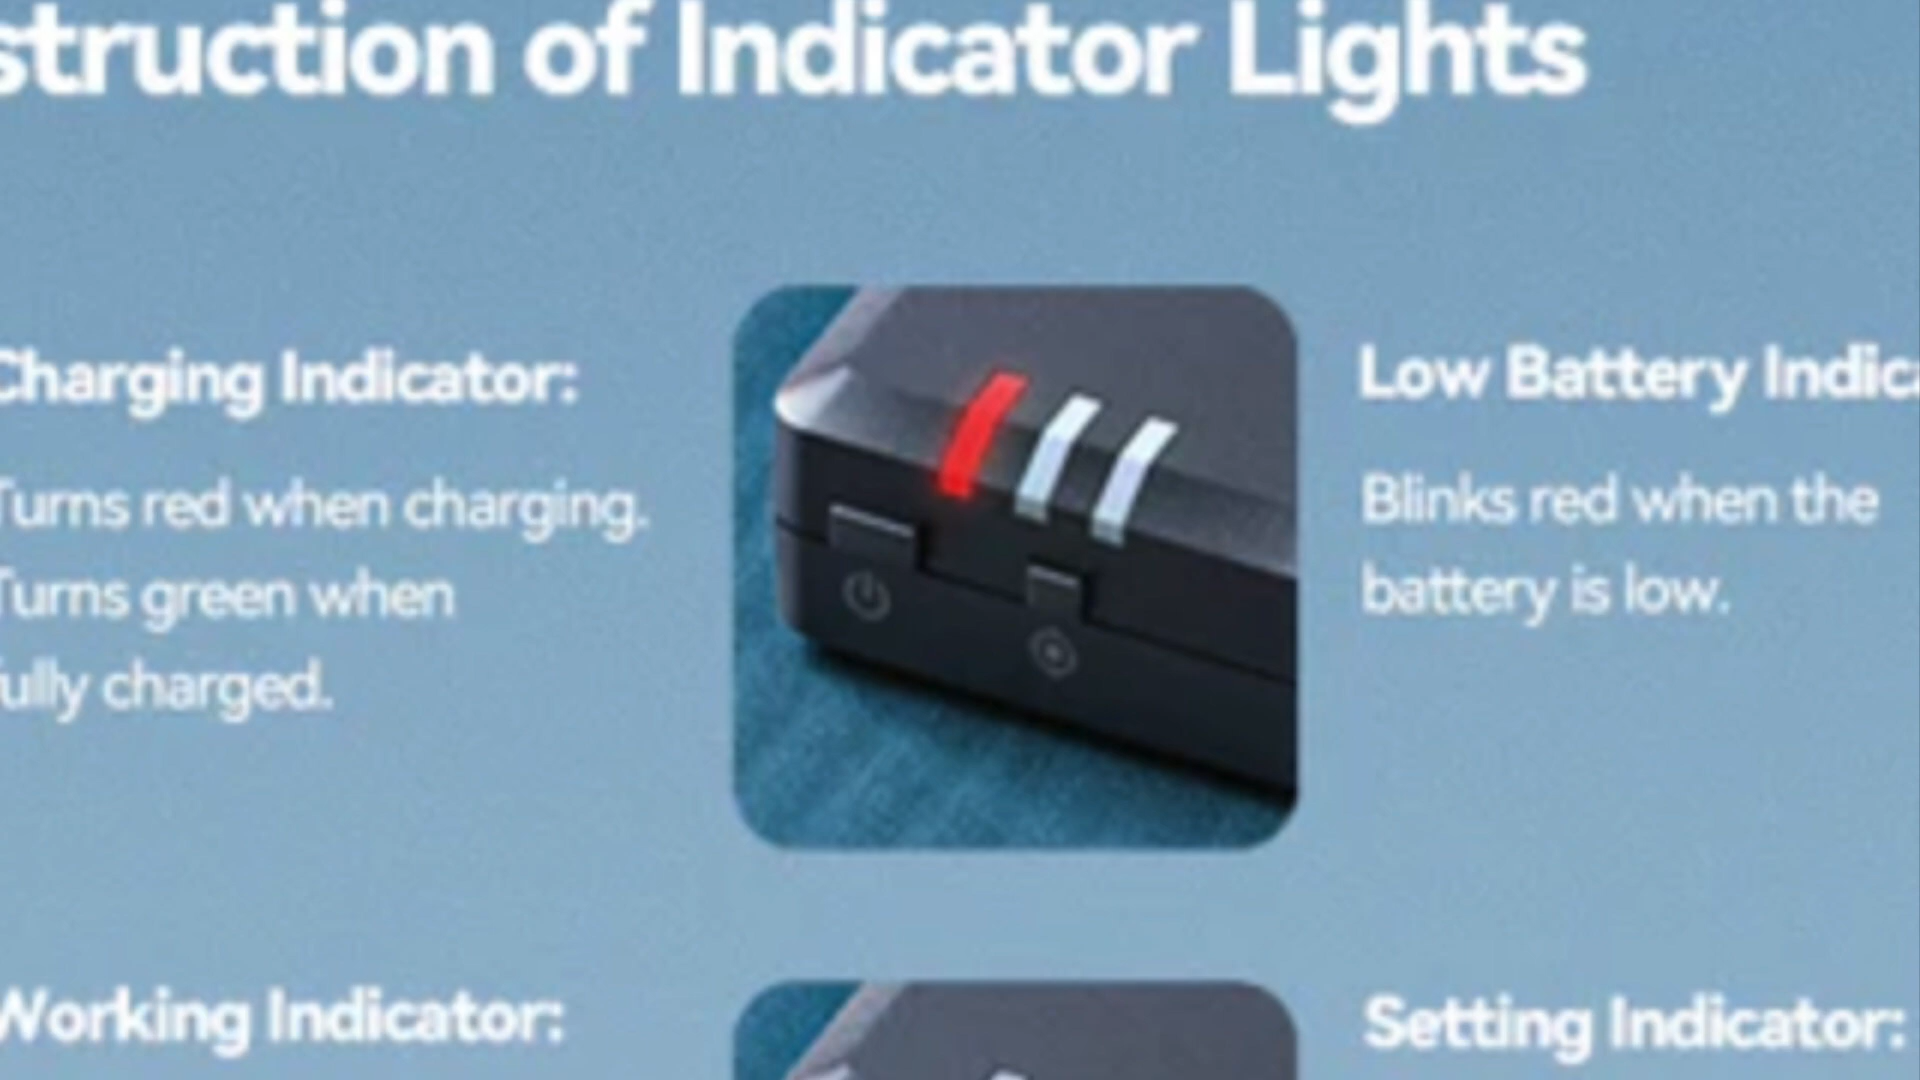 struction of Indicator Lights
Charging Indicator:
Turns red when charging.
Turns green when
fully charged.
Low Battery Indica
Blinks red when the
battery is low.
Working Indicator:
Setting Indicator: